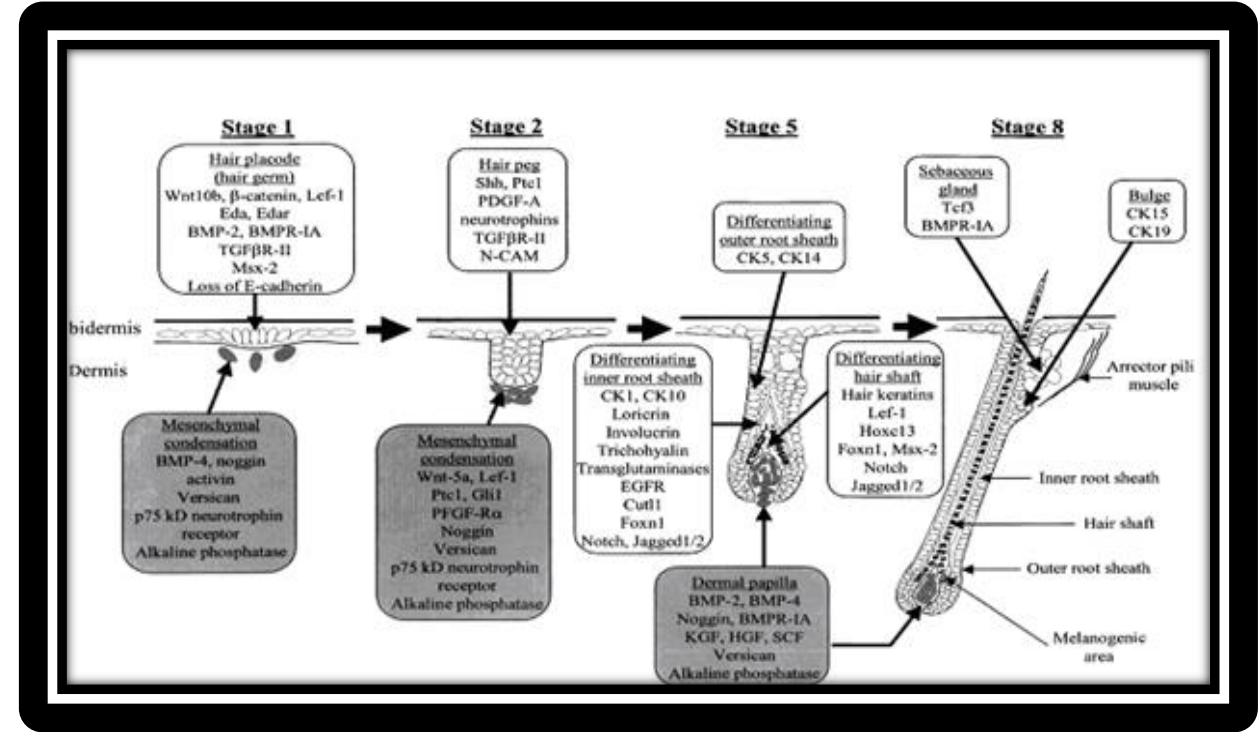 Stage 1
Hair placode
(hair germ)
Wnt10b, β-catenin, Lef-1
Eda, Edar
BMP-2, BMPR-IA
TGFβR-II
Msx-2
Loss of E-cadherin
bidermis
Dermis
Mesenchymal
condensation
BMP-4, noggin
activin
Versican
p75 kD neurotrophin
receptor
Alkaline phosphatase
Stage 2
Hair peg
Shh, Ptc1
PDGF-A
neurotrophins
TGFβR-II
N-CAM
Mesenchymal
condensation
Wnt-5a, Lef-1
Ptc1, Gli1
PFGF-Rα
Noggin
Versican
p75 kD neurotrophin
receptor
Alkaline phosphatase
Stage 5
Differentiating
outer root sheath
CK5, CK14
Differentiating
inner root sheath
CK1, CK10
Loricrin
Involucrin
Trichohyalin
Transglutaminases
EGFR
Cutl1
Foxn1
Notch, Jagged1/2
Differentiating
hair shaft
Hair keratins
Lef-1
Hoxc13
Foxn1, Msx-2
Notch
Jagged1/2
Dermal papilla
BMP-2, BMP-4
Noggin, BMPR-IA
KGF, HGF, SCF
Versican
Alkaline phosphatase
Stage 8
Sebaceous
gland
Tcf3
BMPR-IA
Bulge
CK15
CK19
Arrector pili
muscle
Inner root sheath
Hair shaft
Outer root sheath
Melanogenic
area